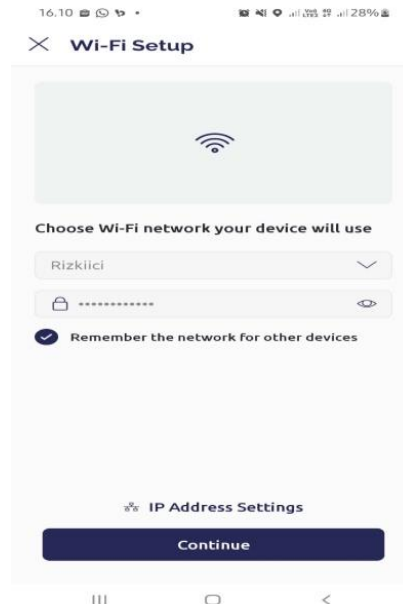 16.10 28%
Wi-Fi Setup
Choose Wi-Fi network your device will use
Rizkiici
••••••••••••
Remember the network for other devices
IP Address Settings
Continue